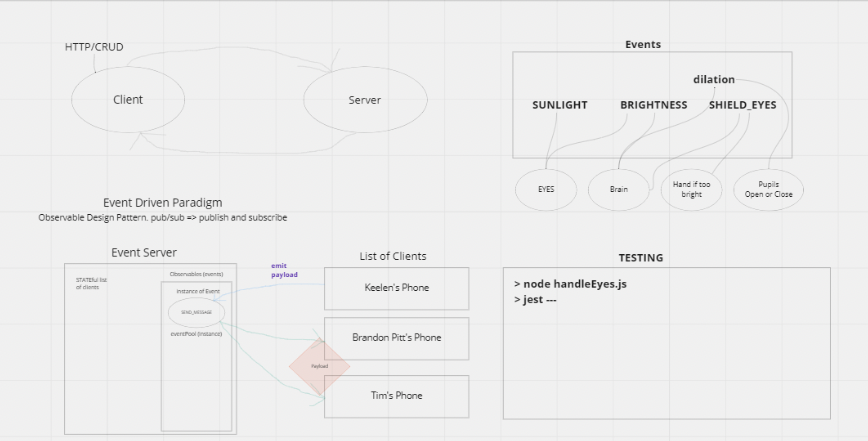 HTTP/CRUD
Client
Server
Event Driven Paradigm
Observable Design Pattern. pub/sub => publish and subscribe
Events
dilation
SUNLIGHT
BRIGHTNESS
SHIELD_EYES
EYES
Brain
Hand if too
bright
Pupils
Open or Close
Event Server
STATEful list
of clients
Observables (events)
instance of Event
SEND_MESSAGE
eventPool (instance)
emit
payload
List of Clients
Keelen's Phone
Brandon Pitt's Phone
Payload
Tim's Phone
TESTING
> node handleEyes.js
> jest ---